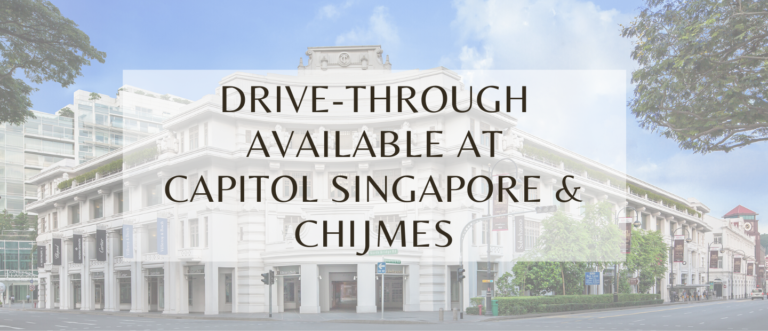 DRIVE-THROUGH
AVAILABLE AT
CAPITOL SINGAPORE &
CHIJMES